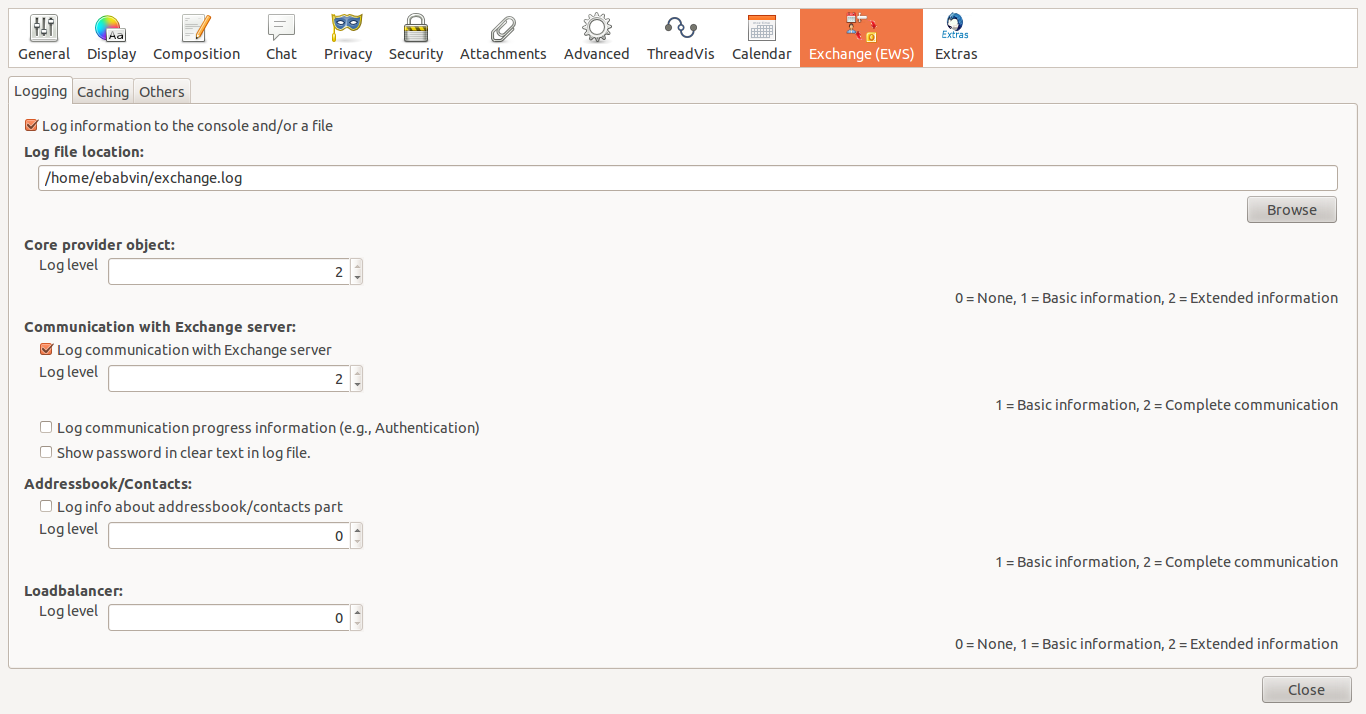 Aa
Extras
General Display Composition Chat Privacy Security Attachments Advanced ThreadVis Calendar Exchange (EWS) Extras
Logging Caching Others
Log information to the console and/or a file
Log file location:
/home/ebabvin/exchange.log
Browse
Core provider object:
Log level 2
0 = None, 1 = Basic information, 2 = Extended information
Communication with Exchange server:
Log communication with Exchange server
Log level 2
1 = Basic information, 2 = Complete communication
Log communication progress information (e.g., Authentication)
Show password in clear text in log file.
Addressbook/Contacts:
Log info about addressbook/contacts part
Log level 0
1 = Basic information, 2 = Complete communication
Loadbalancer:
Log level 0
0 = None, 1 = Basic information, 2 = Extended information
Close